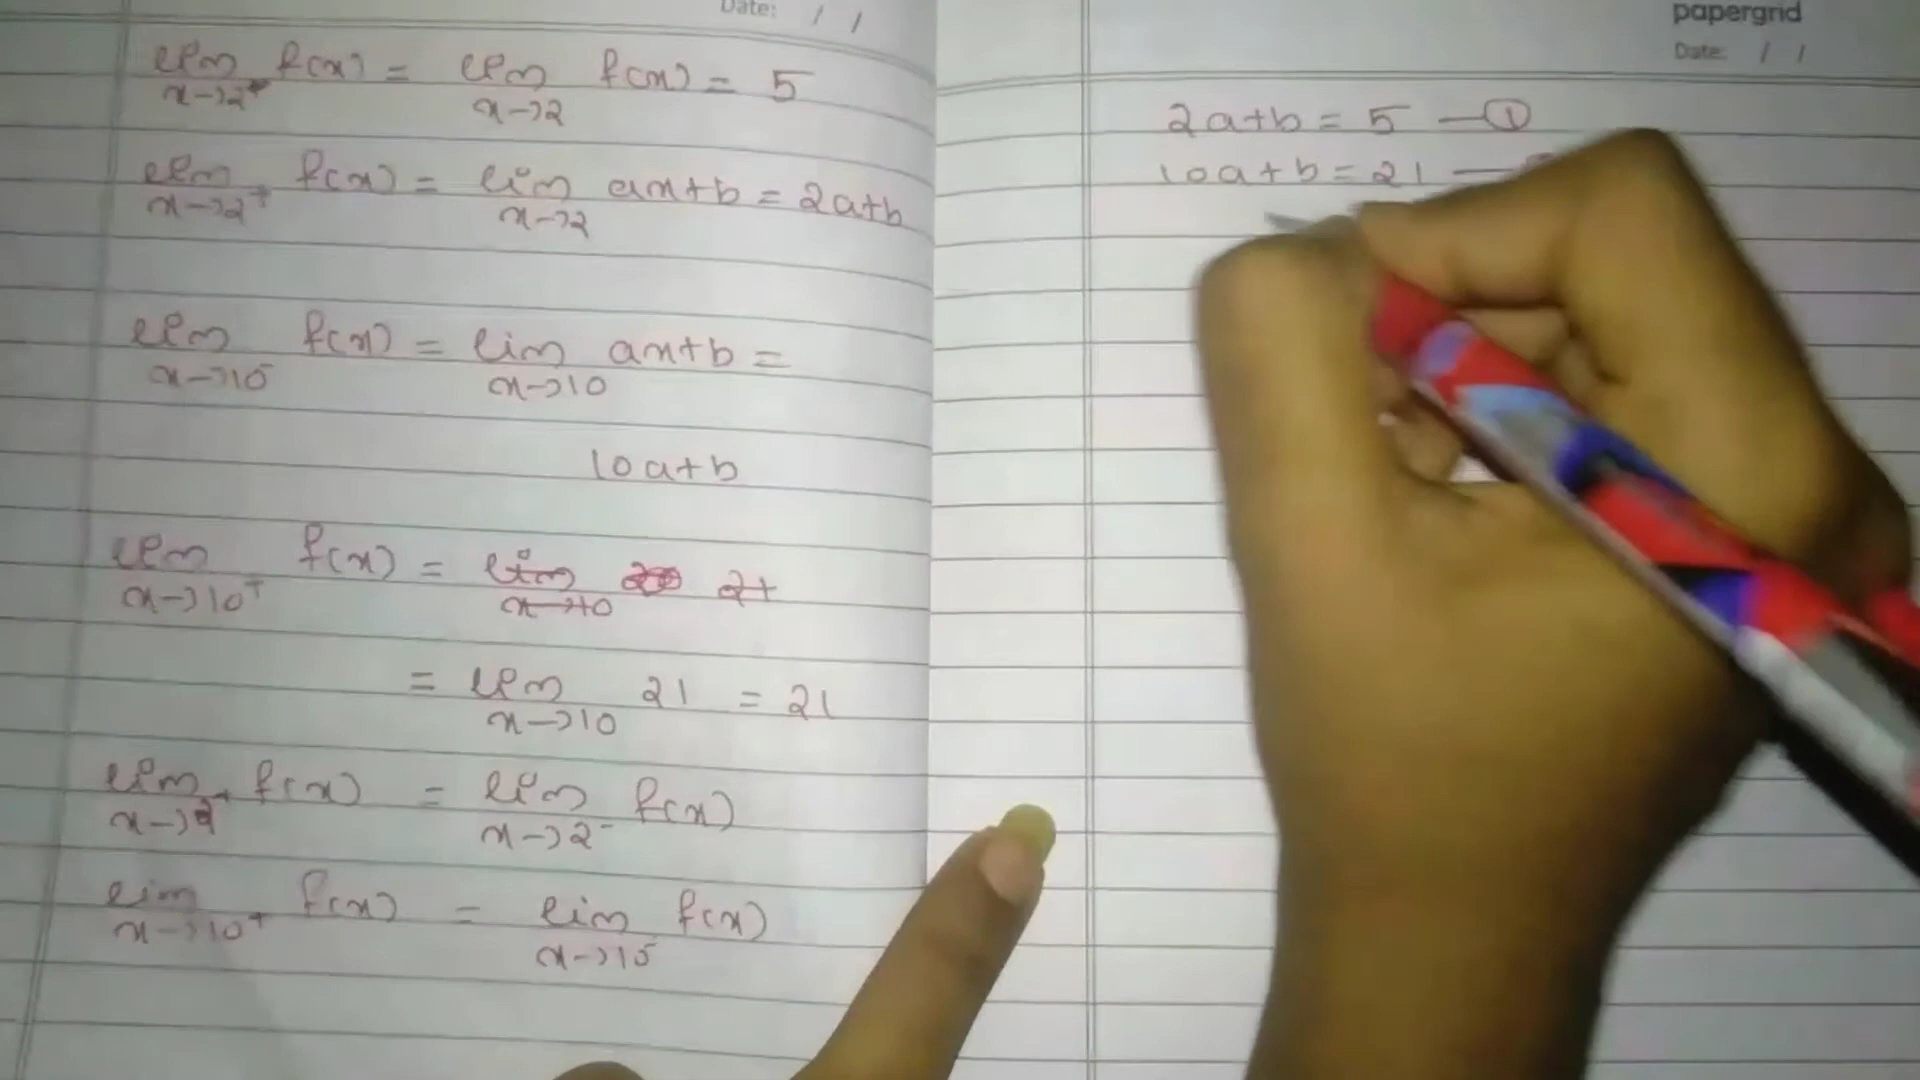 Date: / /
lim x→2⁻ f(x) = lim x→2 f(x) = 5
lim x→2⁺ f(x) = lim x→2 ax+b = 2a+b
lim x→10⁻ f(x) = lim x→10 ax+b =
10a+b
lim x→10⁺ f(x) = lim x→10 21
= lim x→10 21 = 21
lim x→2⁺ f(x) = lim x→2⁻ f(x)
lim x→10⁺ f(x) = lim x→10⁻ f(x)
papergrid
Date: / /
2a+b = 5 —①
10a+b = 21 —